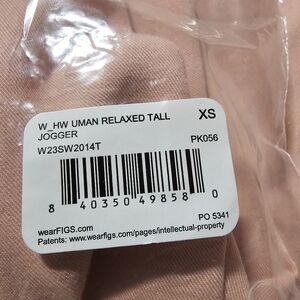 W_HW UMAN RELAXED TALL XS
JOGGER
W23SW2014T PK056
8 40350 49858 0
PO 5341
wearFIGS.com
Patents: www.wearfigs.com/pages/intellectual-property